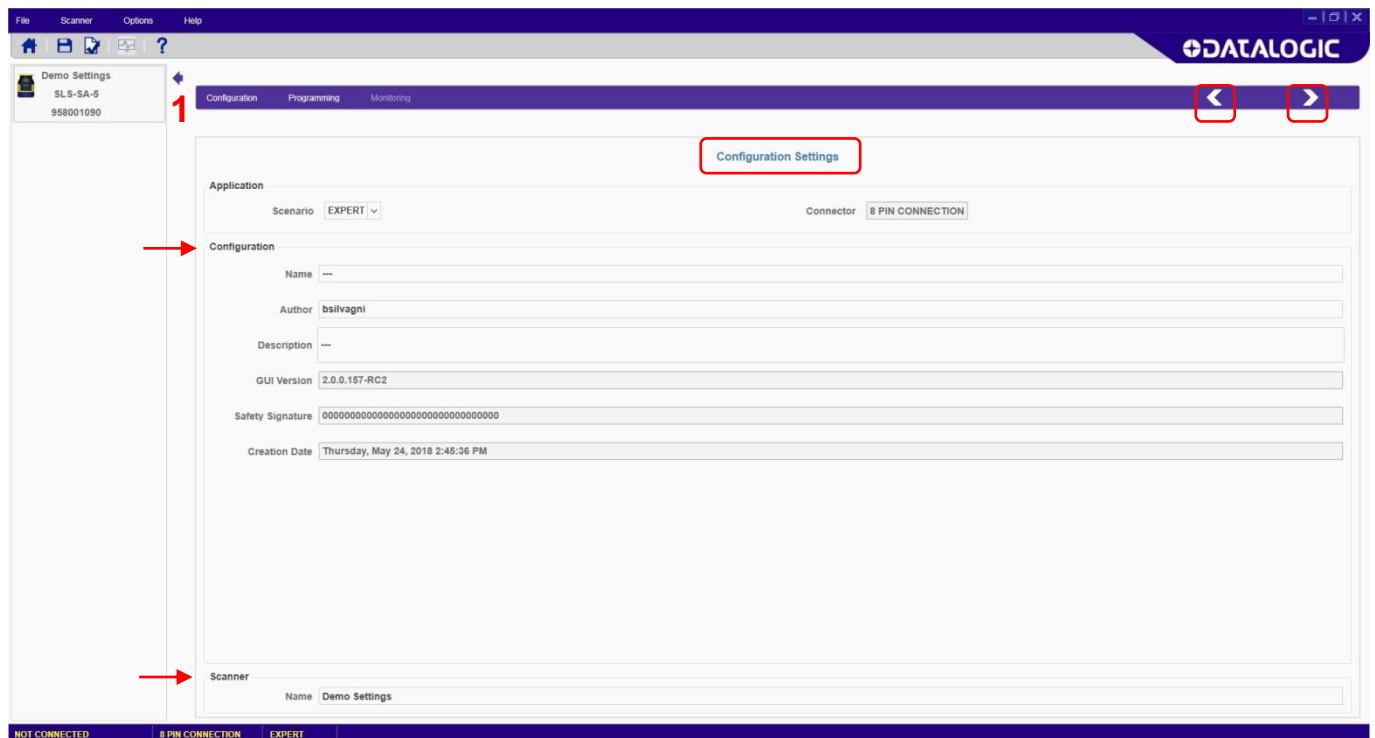 File Scanner Options Help
?
DATALOGIC
Demo Settings
SLS-SA-5
958001090
1
Configuration Programming Monitoring
Configuration Settings
Application
Scenario EXPERT Connector 8 PIN CONNECTION
Configuration
Name ---
Author bsilvagni
Description ---
GUI Version 2.0.0.157-RC2
Creation Date Thursday, May 24, 2018 2:45:36 PM
Safety Signature
Scanner
Name Demo Settings
NOT CONNECTED 8 PIN CONNECTION EXPERT